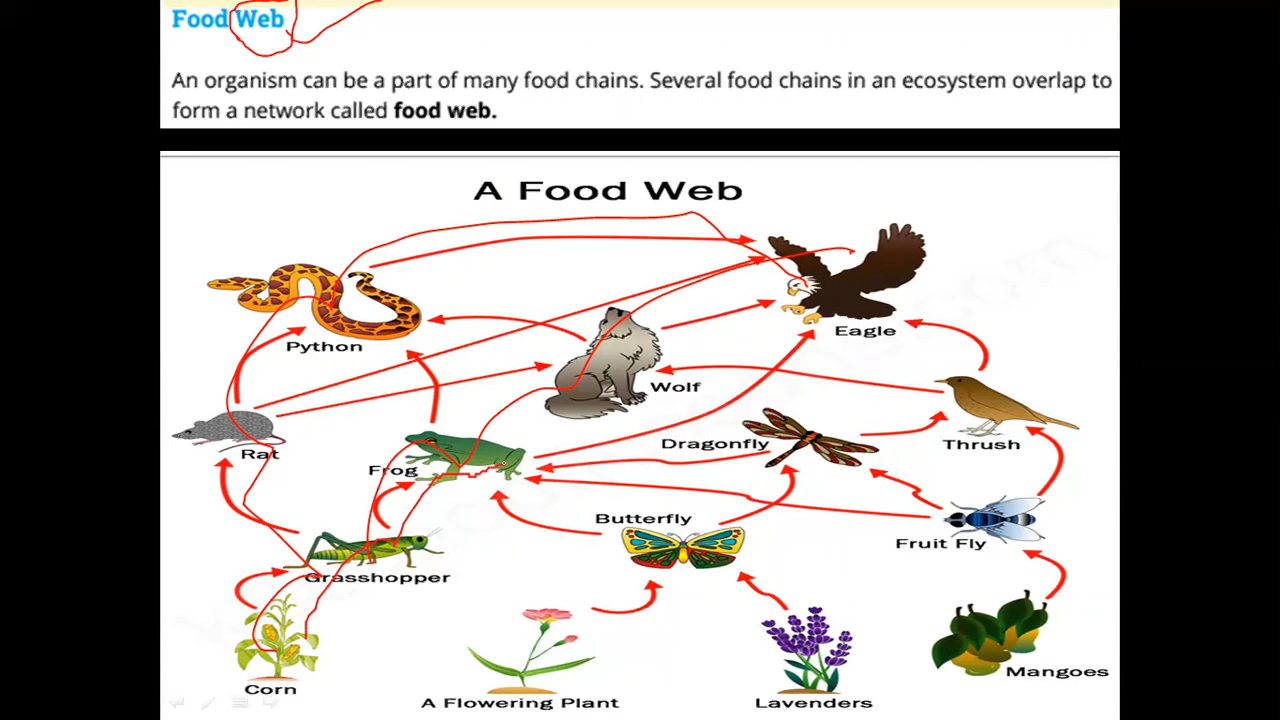 Food Web
An organism can be a part of many food chains. Several food chains in an ecosystem overlap to
form a network called food web.
A Food Web
Eagle
Python
Wolf
Thrush
Dragonfly
Rat
Frog
Butterfly
Fruit Fly
Grasshopper
Mangoes
Corn
A Flowering Plant
Lavenders